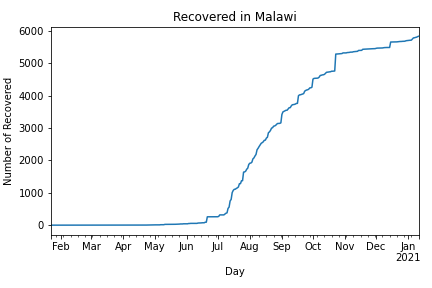 Recovered in Malawi
Number of Recovered
6000
5000
4000
3000
2000
1000
0
Feb Mar Apr May Jun Jul Aug Sep Oct Nov Dec Jan
2021
Day